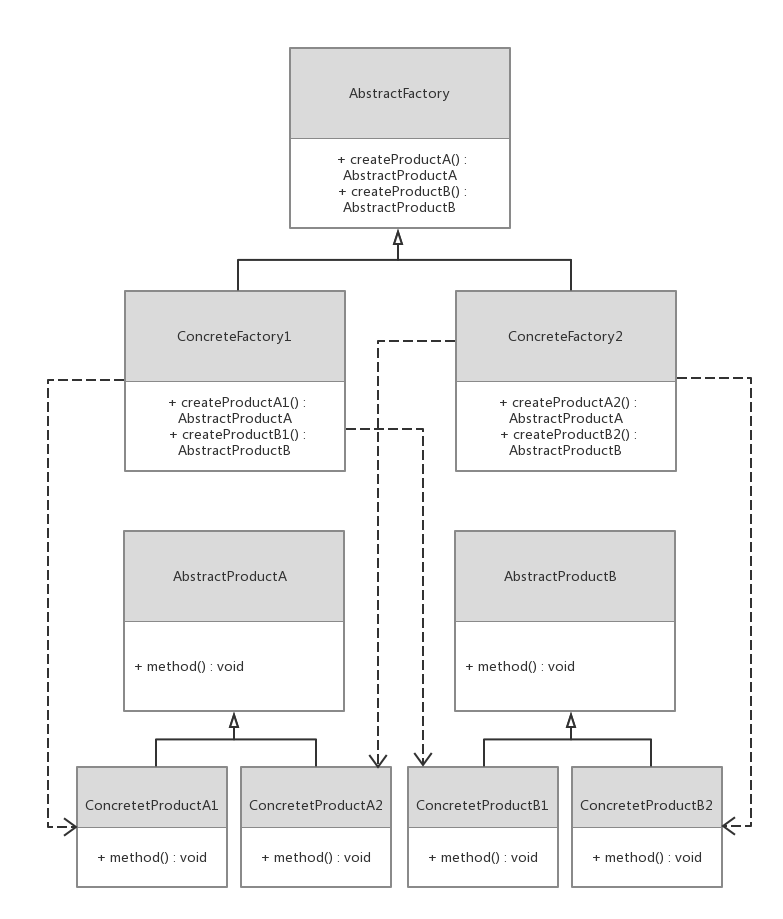 AbstractFactory
+ createProductA() :
AbstractProductA
+ createProductB() :
AbstractProductB
ConcreteFactory1
+ createProductA1() :
AbstractProductA
+ createProductB1() :
AbstractProductB
ConcreteFactory2
+ createProductA2() :
AbstractProductA
+ createProductB2() :
AbstractProductB
AbstractProductA
+ method() : void
AbstractProductB
+ method() : void
ConcretetProductA1
+ method() : void
ConcretetProductA2
+ method() : void
ConcretetProductB1
+ method() : void
ConcretetProductB2
+ method() : void